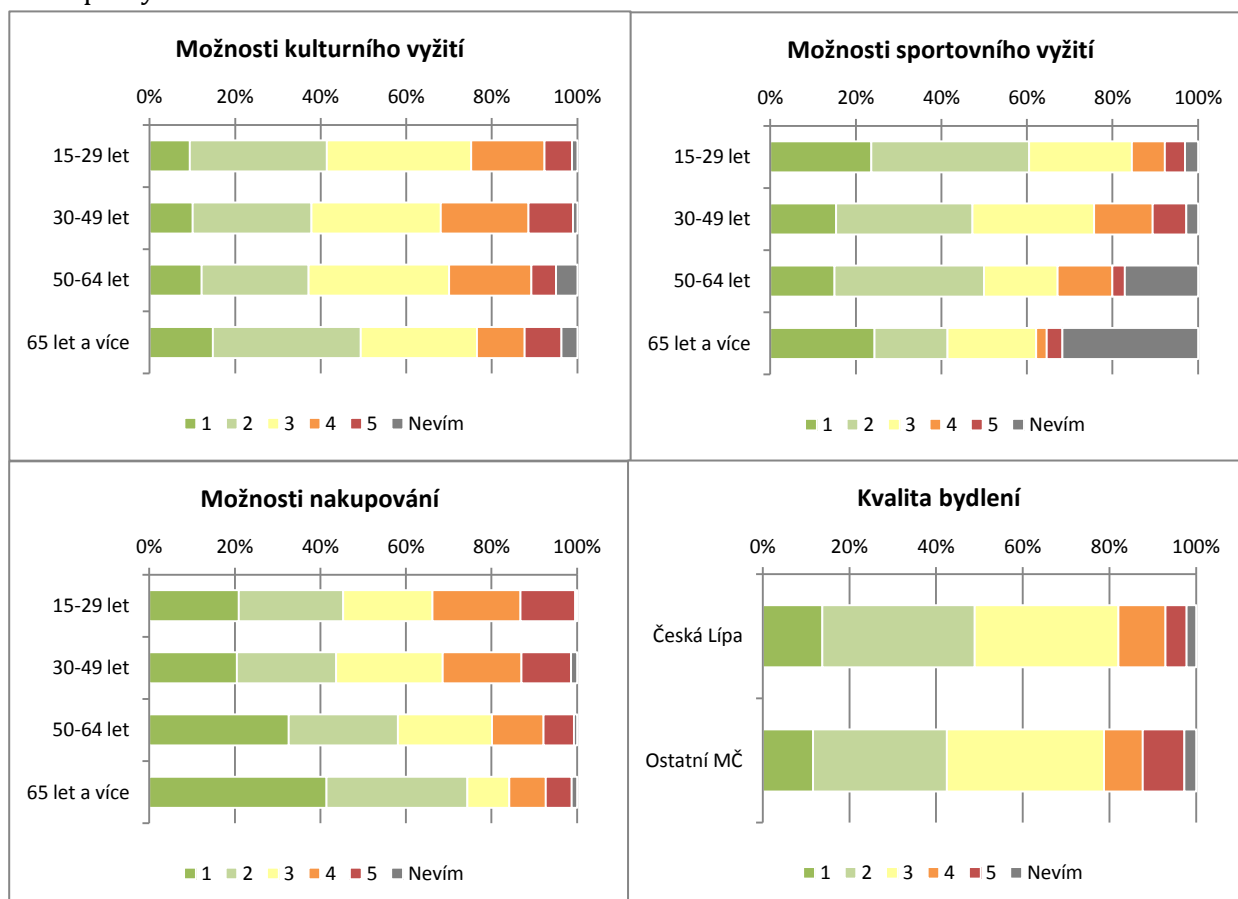 Možnosti kulturního vyžití
0% 20% 40% 60% 80% 100%
15-29 let
30-49 let
50-64 let
65 let a více
1 2 3 4 5 Nevím
Možnosti sportovního vyžití
0% 20% 40% 60% 80% 100%
15-29 let
30-49 let
50-64 let
65 let a více
1 2 3 4 5 Nevím
Možnosti nakupování
0% 20% 40% 60% 80% 100%
15-29 let
30-49 let
50-64 let
65 let a více
1 2 3 4 5 Nevím
Kvalita bydlení
0% 20% 40% 60% 80% 100%
Česká Lípa
Ostatní MČ
1 2 3 4 5 Nevím